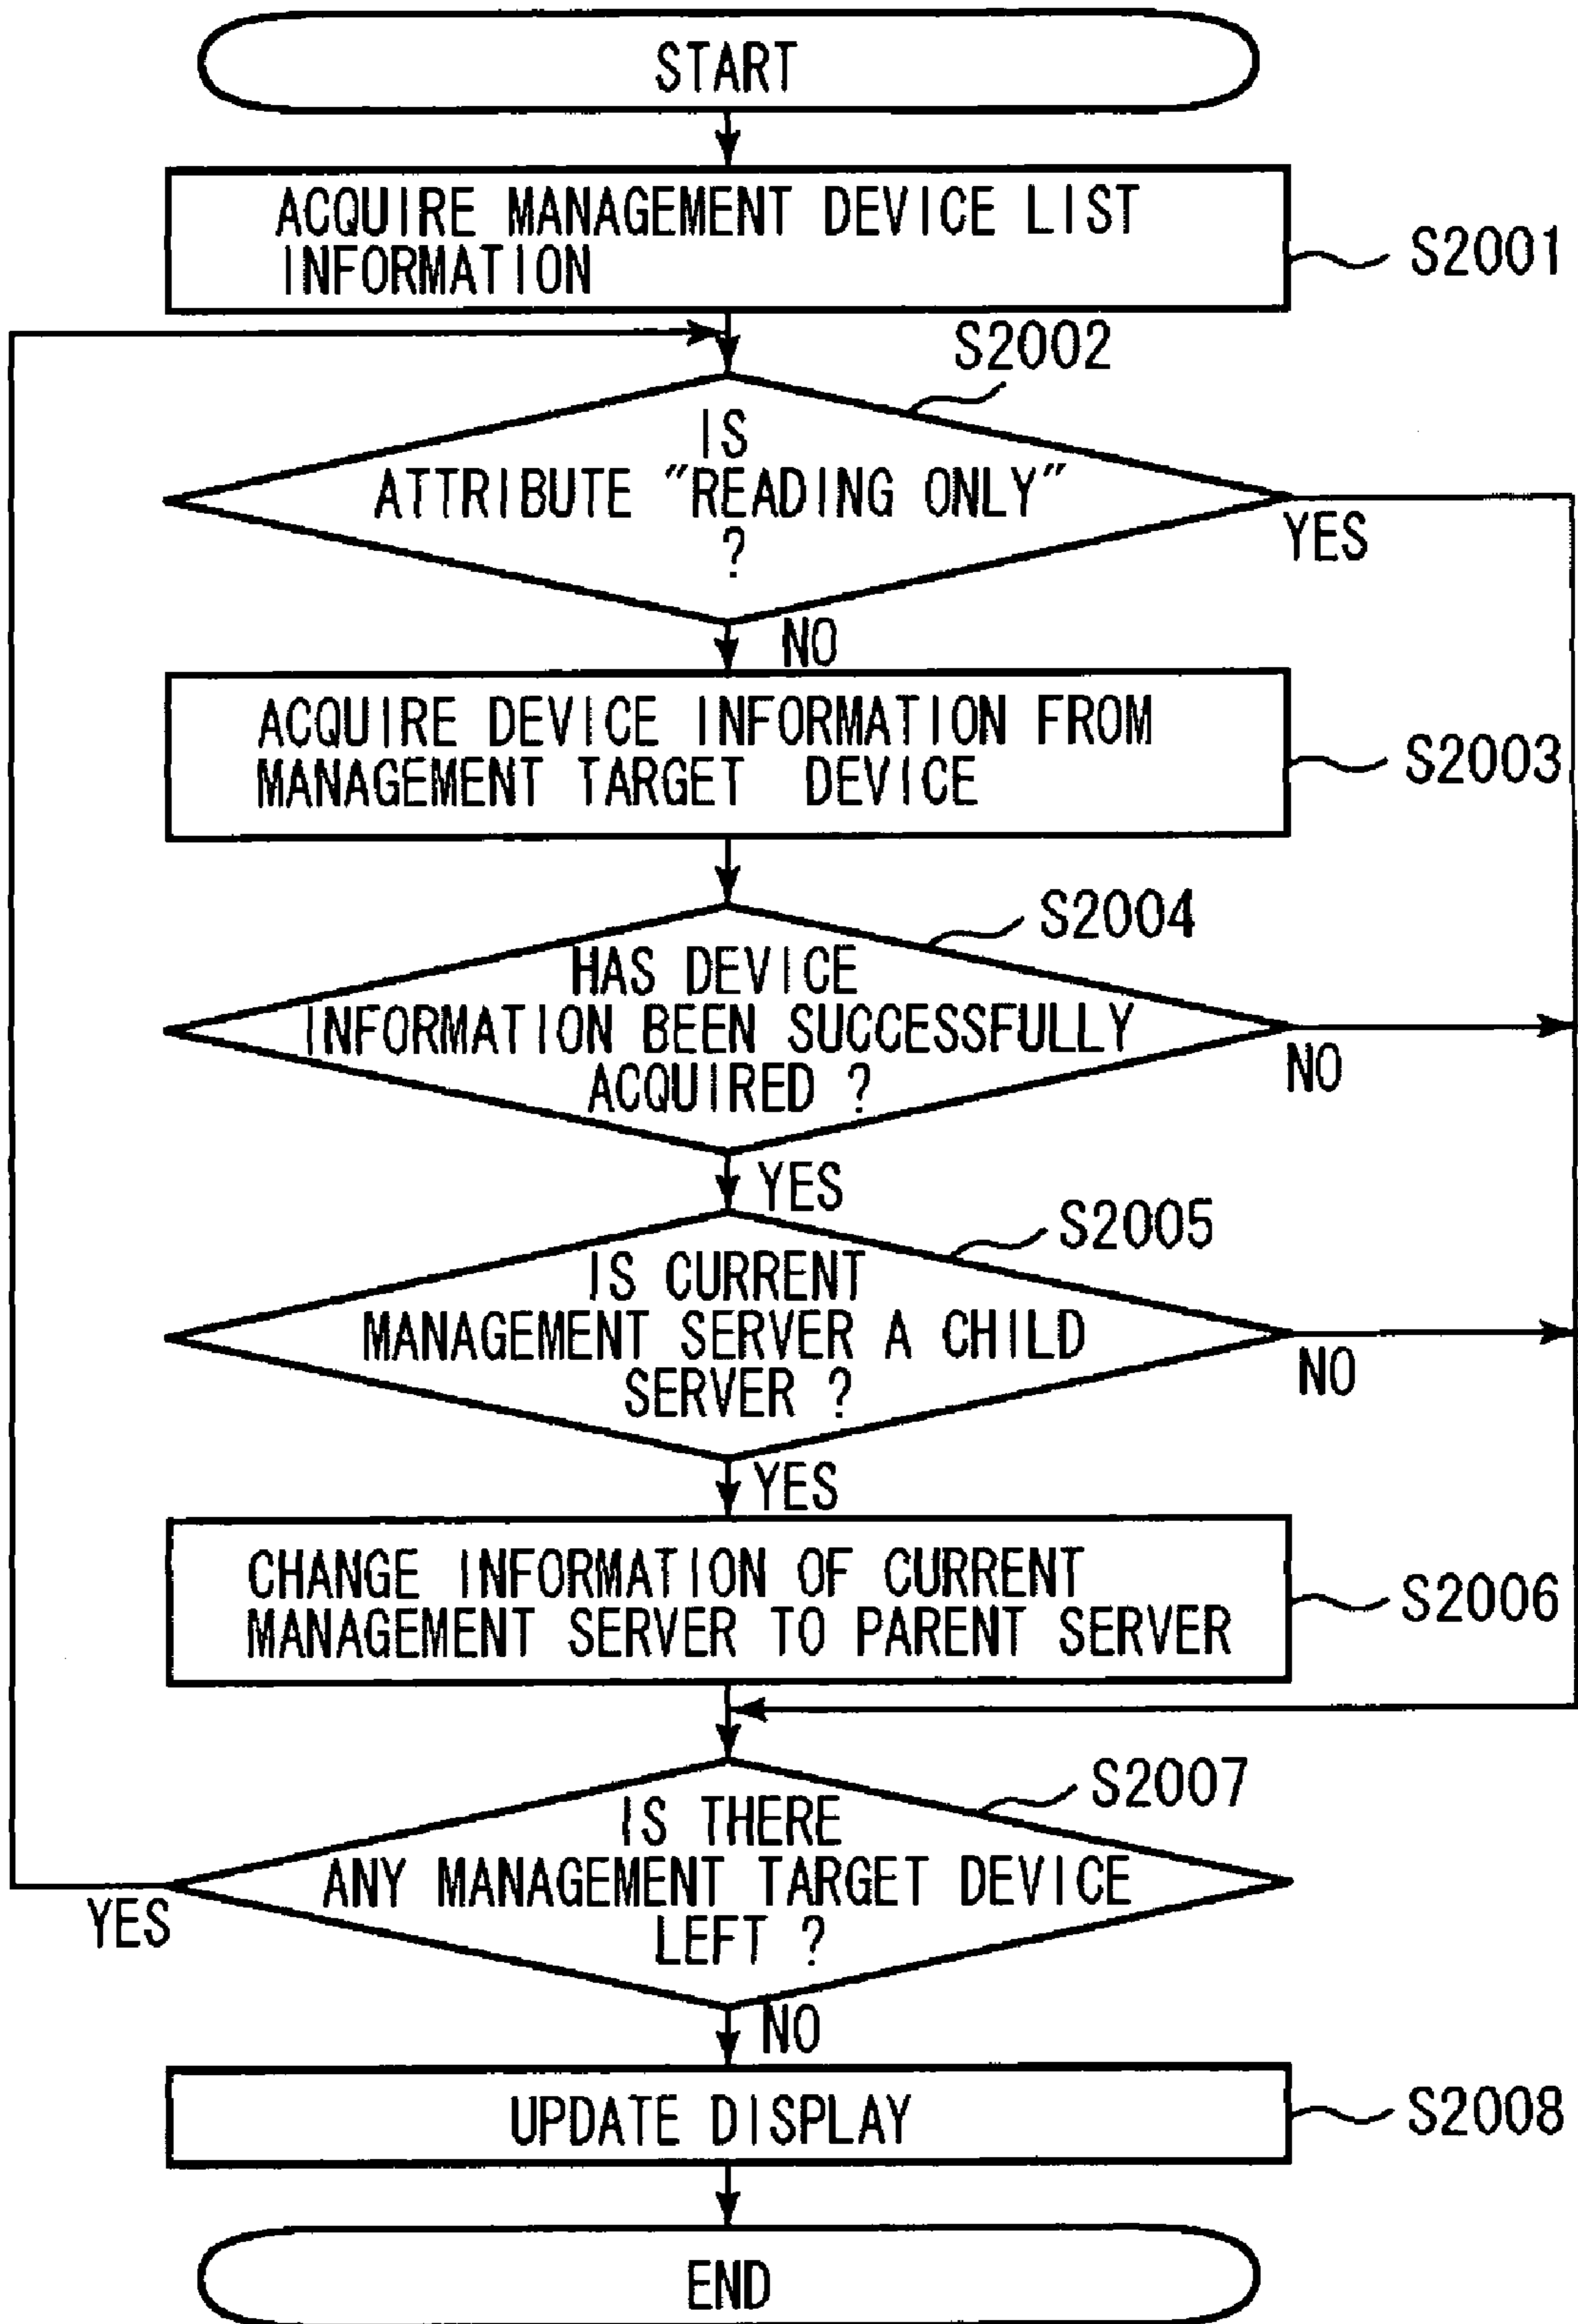 START
ACQUIRE MANAGEMENT DEVICE LIST
INFORMATION
S2001
S2002
IS
ATTRIBUTE "READING ONLY"
?
YES
NO
ACQUIRE DEVICE INFORMATION FROM
MANAGEMENT TARGET DEVICE
S2003
S2004
HAS DEVICE
INFORMATION BEEN SUCCESSFULLY
ACQUIRED ?
NO
YES
S2005
IS CURRENT
MANAGEMENT SERVER A CHILD
SERVER ?
NO
YES
CHANGE INFORMATION OF CURRENT
MANAGEMENT SERVER TO PARENT SERVER
S2006
S2007
IS THERE
ANY MANAGEMENT TARGET DEVICE
LEFT ?
YES
NO
UPDATE DISPLAY
S2008
END